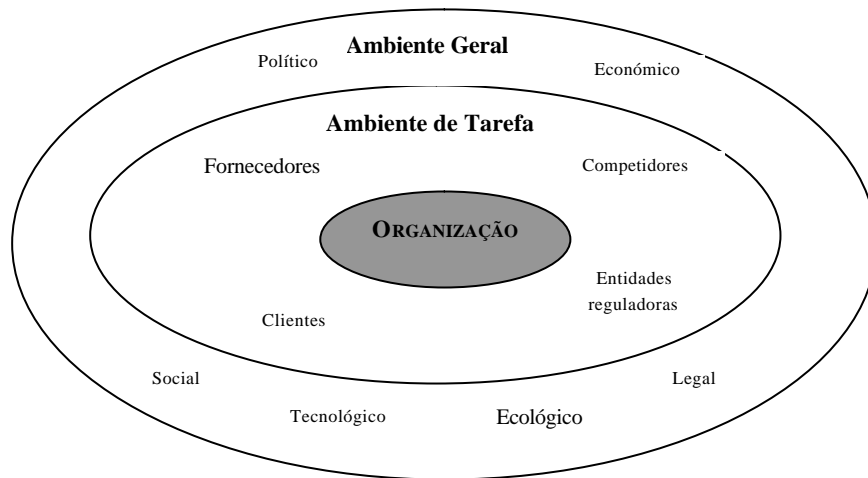 Ambiente Geral
Político
Económico
Ambiente de Tarefa
Fornecedores
Competidores
ORGANIZAÇÃO
Entidades
reguladoras
Clientes
Social
Legal
Tecnológico
Ecológico